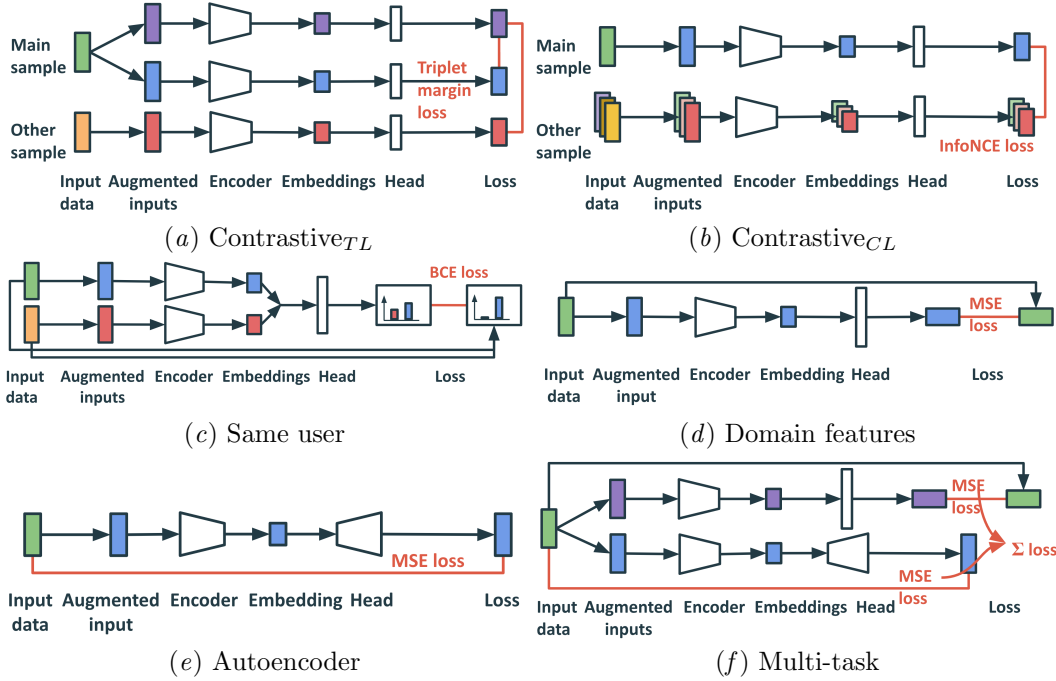 Main
sample
Triplet
margin
loss
Other
sample
Input
data
Augmented
inputs
Encoder
Embeddings
Head
Loss
(a) Contrastive_TL
Main
sample
Other
sample
InfoNCE loss
Input
data
Augmented
inputs
Encoder
Embeddings
Head
Loss
(b) Contrastive_CL
BCE loss
Input
data
Augmented
inputs
Encoder
Embeddings
Head
Loss
(c) Same user
MSE
loss
Input
data
Augmented
input
Encoder
Embedding
Head
Loss
(d) Domain features
MSE loss
Input
data
Augmented
input
Encoder
Embedding
Head
Loss
(e) Autoencoder
MSE
loss
Σ loss
MSE
loss
Input
data
Augmented
inputs
Encoder
Embeddings
Head
Loss
(f) Multi-task